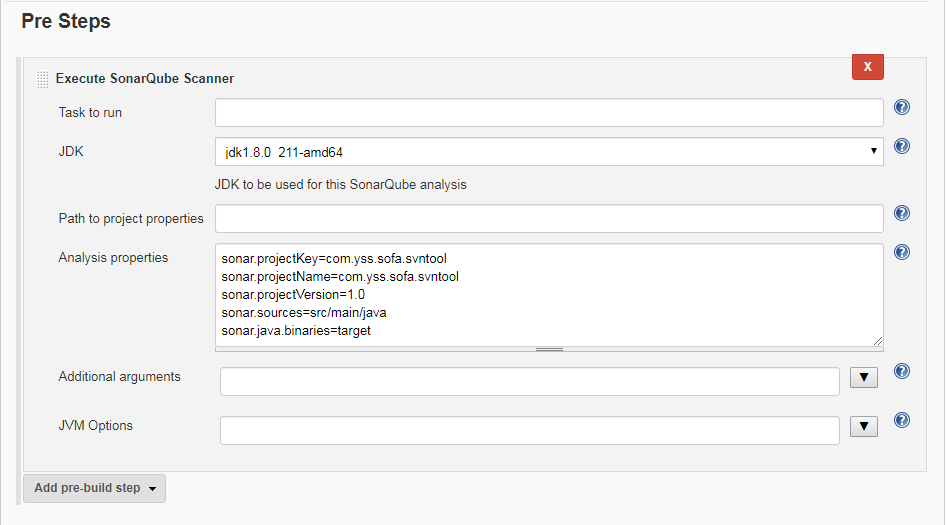 Pre Steps
Execute SonarQube Scanner
X
Task to run
?
JDK
jdk1.8.0 211-amd64
?
JDK to be used for this SonarQube analysis
Path to project properties
?
Analysis properties
sonar.projectKey=com.yss.sofa.svntool
sonar.projectName=com.yss.sofa.svntool
sonar.projectVersion=1.0
sonar.sources=src/main/java
sonar.java.binaries=target
?
Additional arguments
?
JVM Options
?
Add pre-build step